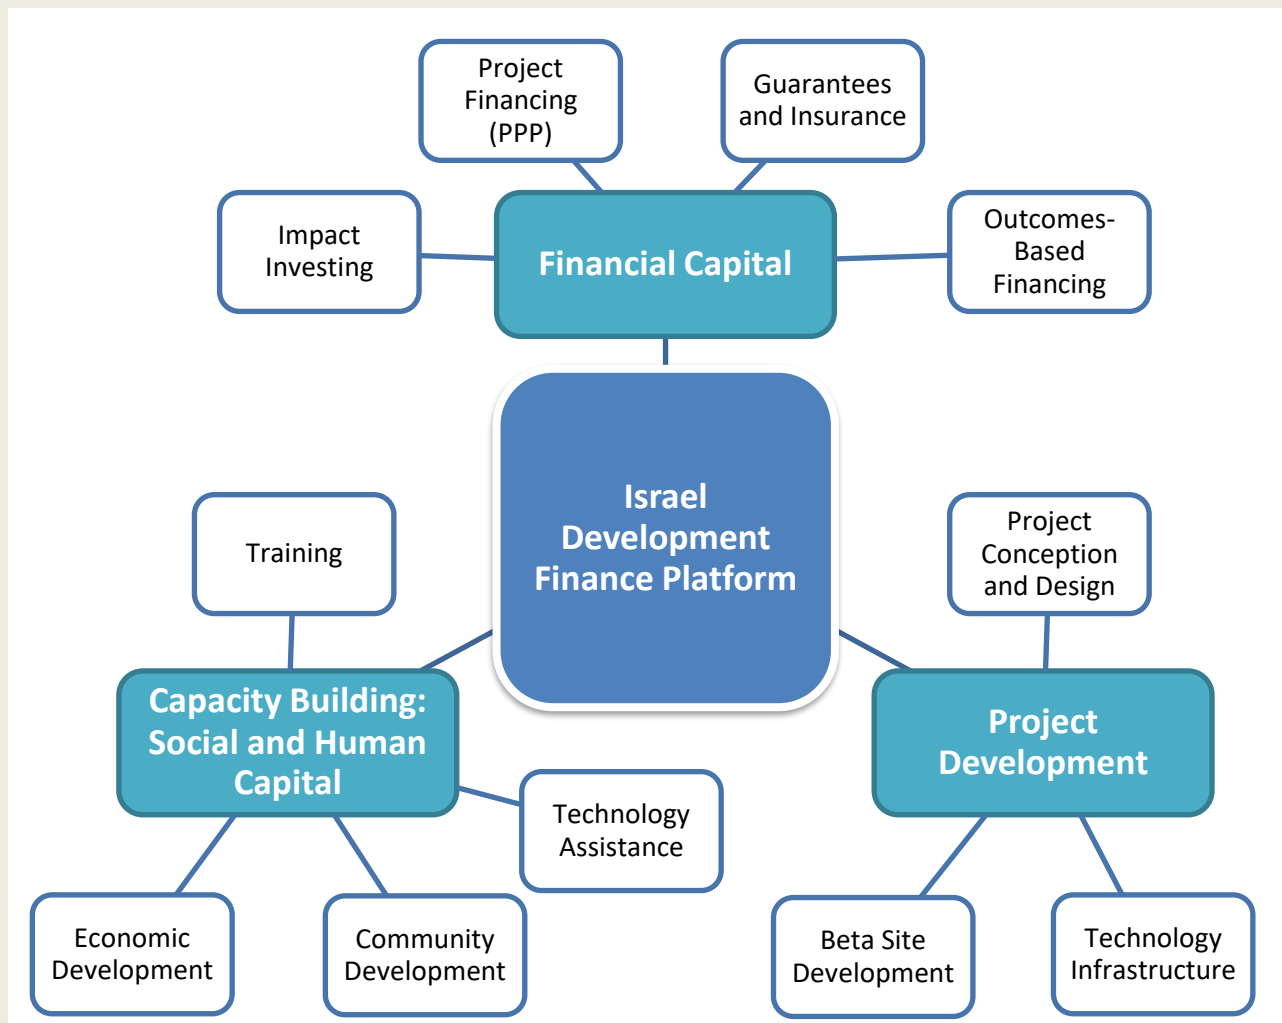 Project
Financing
(PPP)
Guarantees
and Insurance
Impact
Investing
Financial Capital
Outcomes-
Based
Financing
Israel
Development
Finance Platform
Training
Project
Conception
and Design
Capacity Building:
Social and Human
Capital
Project
Development
Technology
Assistance
Economic
Development
Community
Development
Beta Site
Development
Technology
Infrastructure